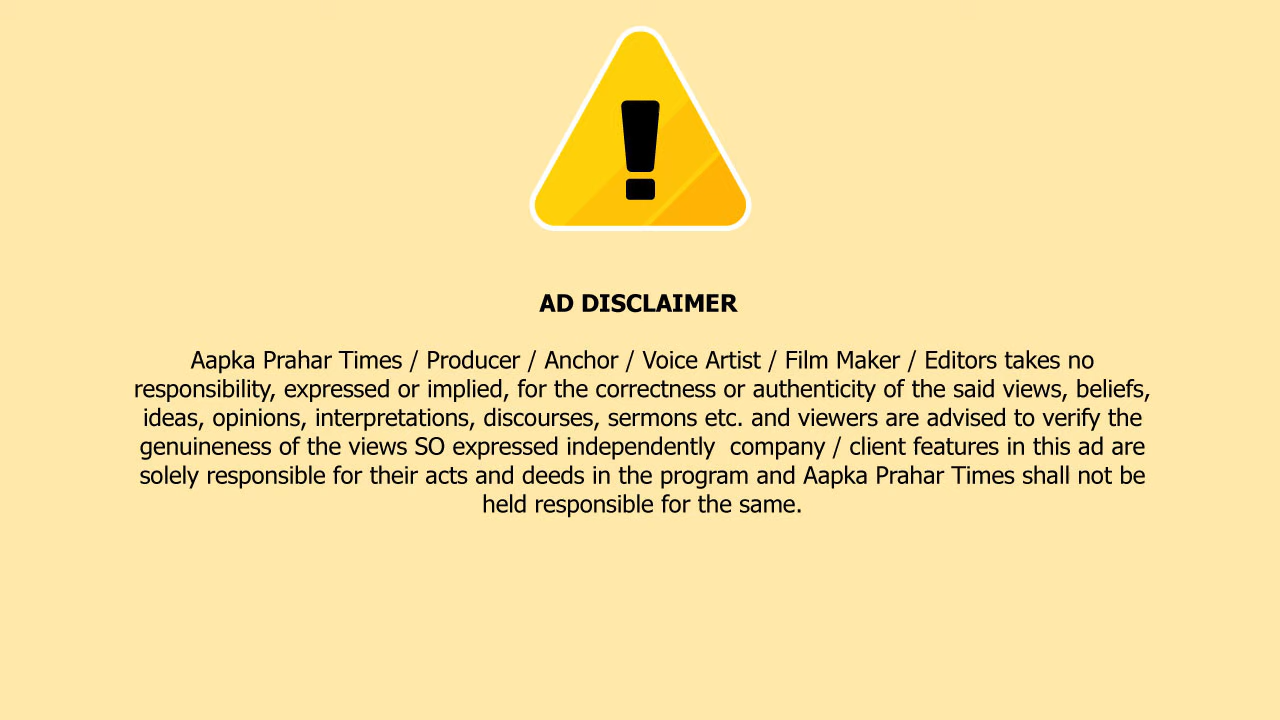 AD DISCLAIMER
Aapka Prahar Times / Producer / Anchor / Voice Artist / Film Maker / Editors takes no
responsibility, expressed or implied, for the correctness or authenticity of the said views, beliefs,
ideas, opinions, interpretations, discourses, sermons etc. and viewers are advised to verify the
genuineness of the views SO expressed independently  company / client features in this ad are
solely responsible for their acts and deeds in the program and Aapka Prahar Times shall not be
held responsible for the same.